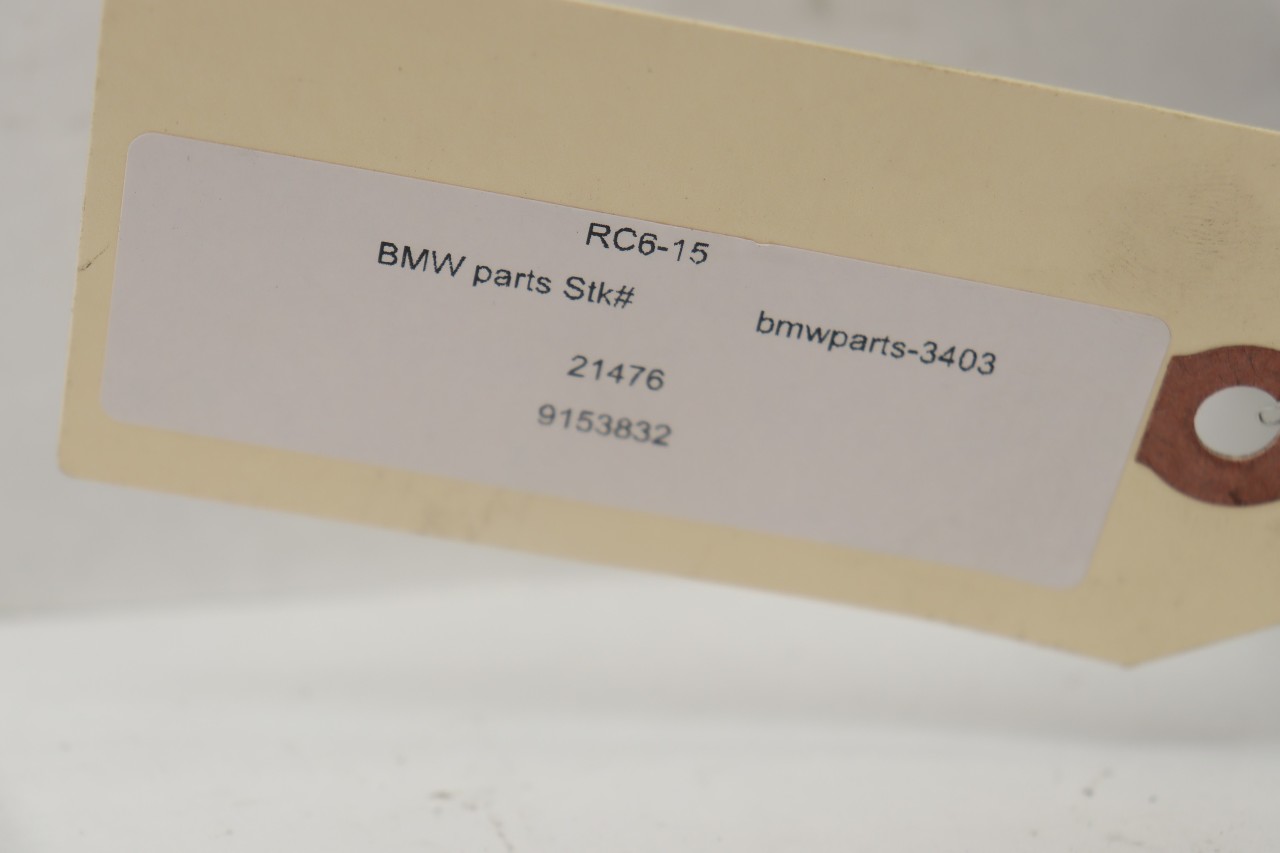 RC6-15
BMW parts Stk#
bmwparts-3403
21476
9153832